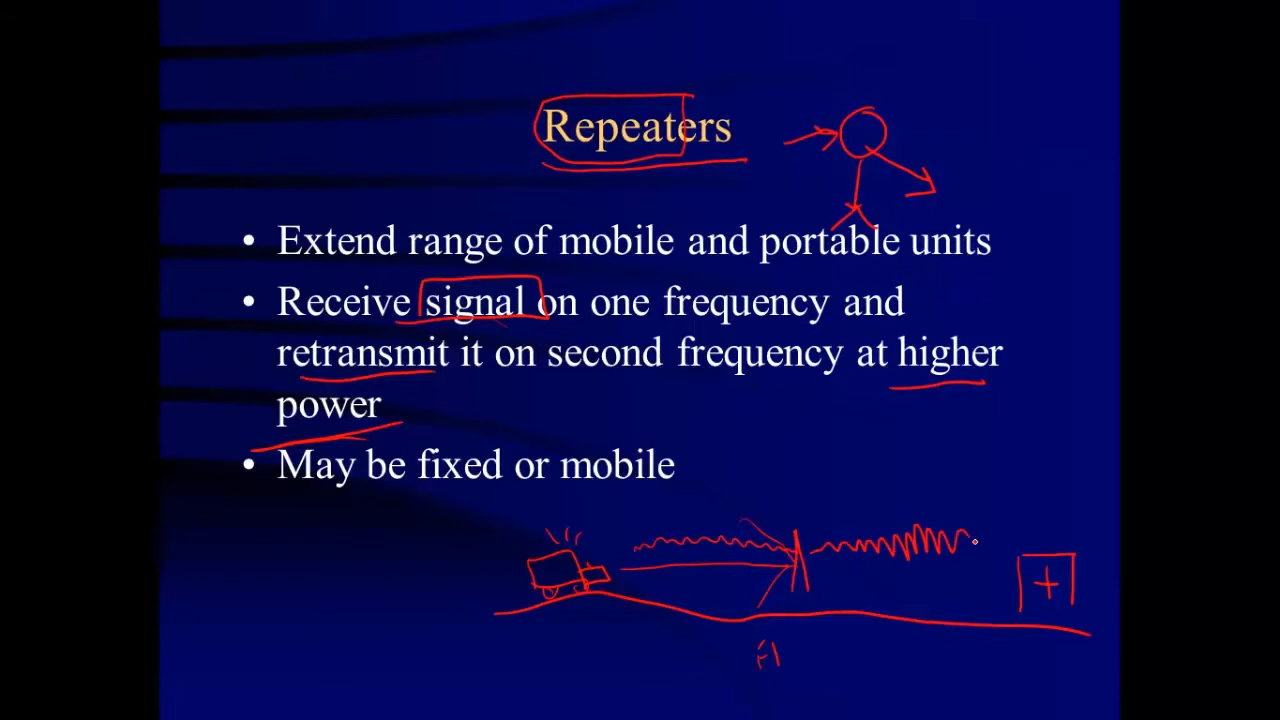 Repeaters
• Extend range of mobile and portable units
• Receive signal on one frequency and
retransmit it on second frequency at higher
power
• May be fixed or mobile